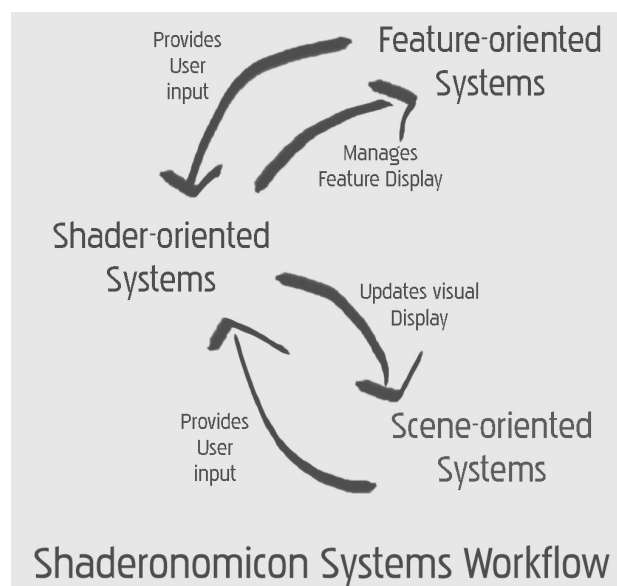 Provides
User
input
Feature-oriented
Systems
Manages
Feature Display
Shader-oriented
Systems
Updates visual
Display
Provides
User
input
Scene-oriented
Systems
Shaderonomicon Systems Workflow